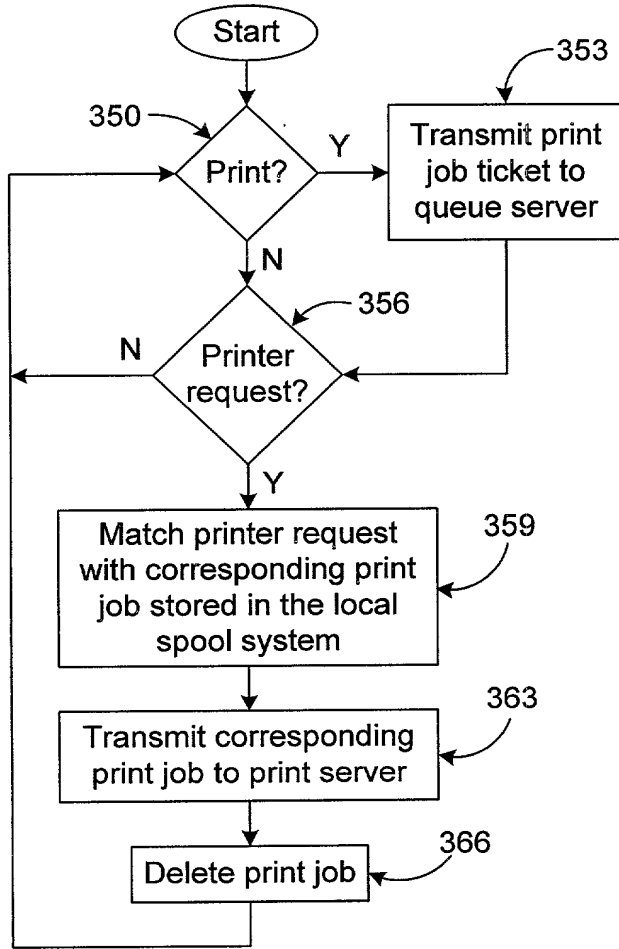 Start
350
353
Print?
Y
Transmit print
job ticket to
queue server
N
356
N
Printer
request?
Y
Match printer request
with corresponding print
job stored in the local
spool system
359
363
Transmit corresponding
print job to print server
366
Delete print job